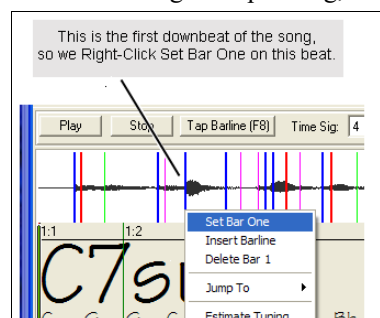 This is the first downbeat of the song,
so we Right-Click Set Bar One on this beat.
Play Stop Tap Barline (F8) Time Sig: 4
Set Bar One
1:1 1:2 Insert Barline
Delete Bar 1
C7s
Jump To
Estimate Tuning